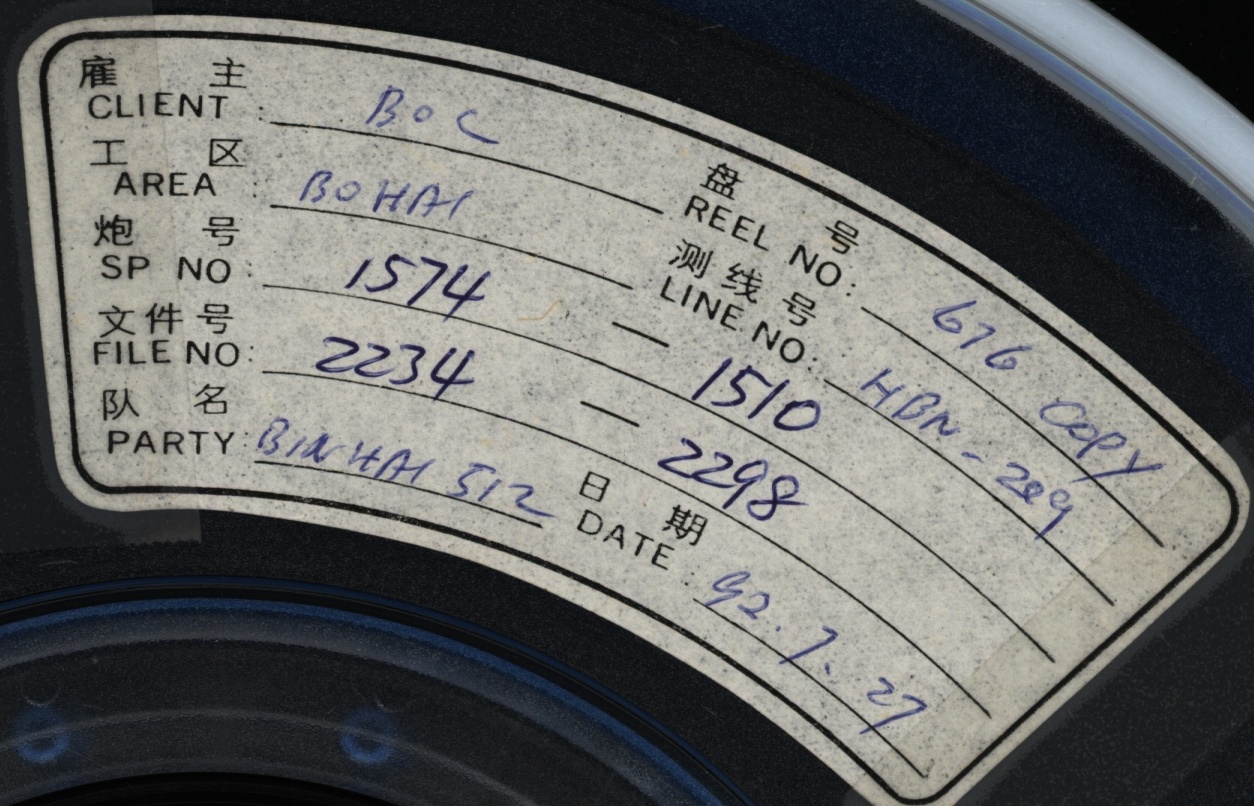 雇 主
CLIENT : BOC
工 区
AREA : BOHAI
炮 号
SP NO : 1574 — 1510
文件号
FILE NO : 2234 — 2298
队 名
PARTY : BINHAI 512
盘 号
REEL NO : 676 COPY
测线号
LINE NO : HBN-289
日 期
DATE : 92.7.27